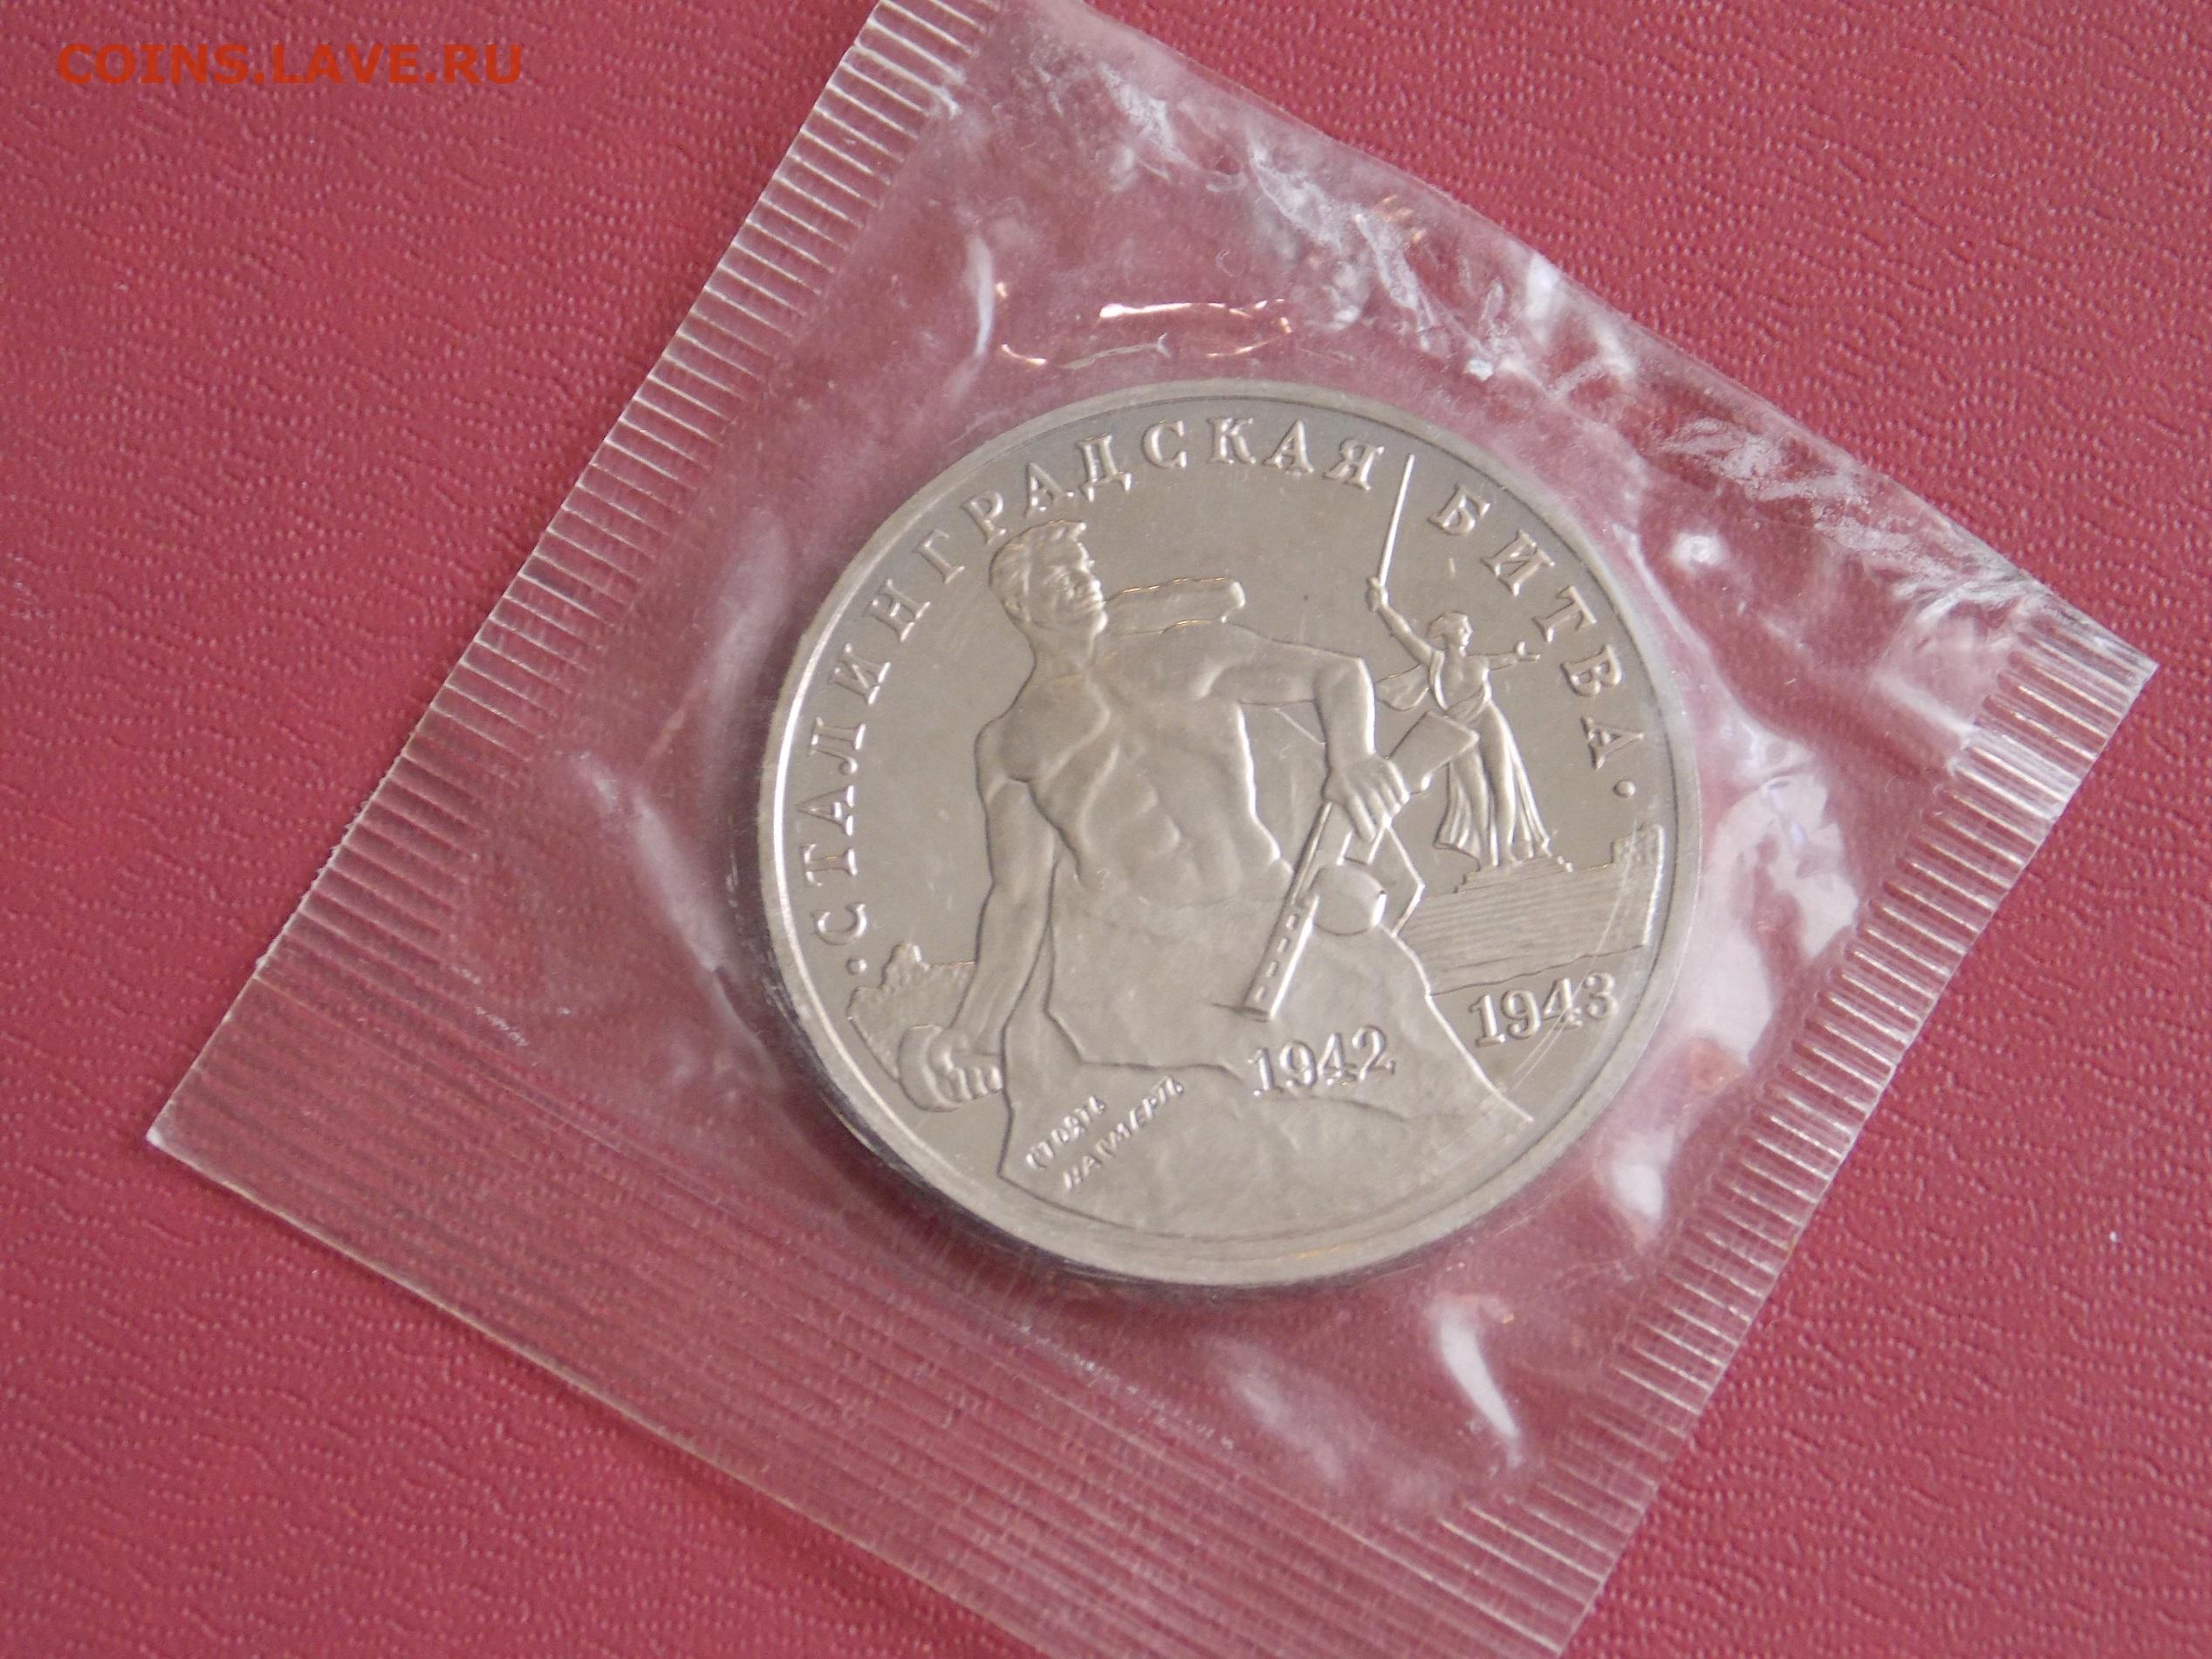 COINS.LAVE.RU
· СТАЛИНГРАДСКАЯ БИТВА ·
1942
1943
СТОЯТЬ
НАСМЕРТЬ